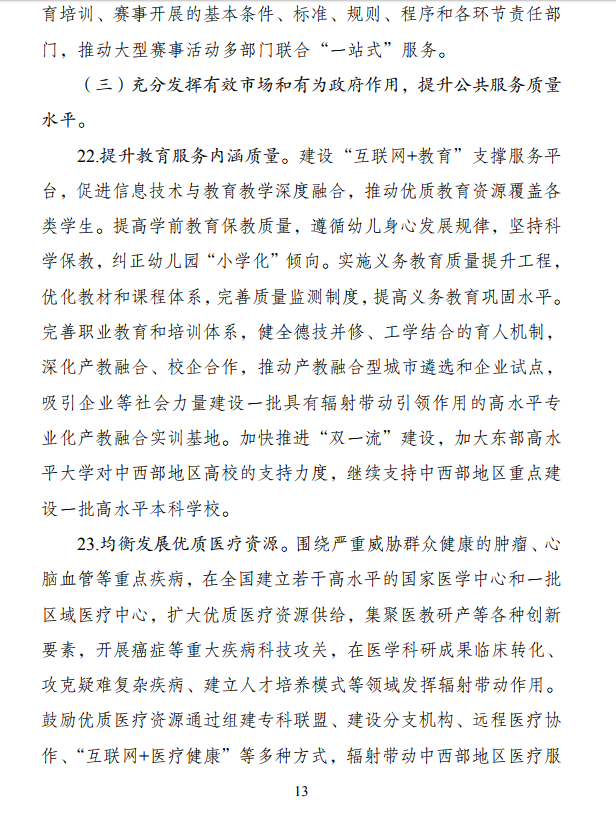 育培训、赛事开展的基本条件、标准、规则、程序和各环节责任部
门，推动大型赛事活动多部门联合“一站式”服务。
（三）充分发挥有效市场和有为政府作用，提升公共服务质量
水平。
22.提升教育服务内涵质量。建设“互联网+教育”支撑服务平
台，促进信息技术与教育教学深度融合，推动优质教育资源覆盖各
类学生。提高学前教育保教质量，遵循幼儿身心发展规律，坚持科
学保教，纠正幼儿园“小学化”倾向。实施义务教育质量提升工程，
优化教材和课程体系，完善质量监测制度，提高义务教育巩固水平。
完善职业教育和培训体系，健全德技并修、工学结合的育人机制，
深化产教融合、校企合作，推动产教融合型城市遴选和企业试点，
吸引企业等社会力量建设一批具有辐射带动引领作用的高水平专
业化产教融合实训基地。加快推进“双一流”建设，加大东部高水
平大学对中西部地区高校的支持力度，继续支持中西部地区重点建
设一批高水平本科学校。
23.均衡发展优质医疗资源。围绕严重威胁群众健康的肿瘤、心
脑血管等重点疾病，在全国建立若干高水平的国家医学中心和一批
区域医疗中心，扩大优质医疗资源供给，集聚医教研产等各种创新
要素，开展癌症等重大疾病科技攻关，在医学科研成果临床转化、
攻克疑难复杂疾病、建立人才培养模式等领域发挥辐射带动作用。
鼓励优质医疗资源通过组建专科联盟、建设分支机构、远程医疗协
作、“互联网+医疗健康”等多种方式，辐射带动中西部地区医疗服
13